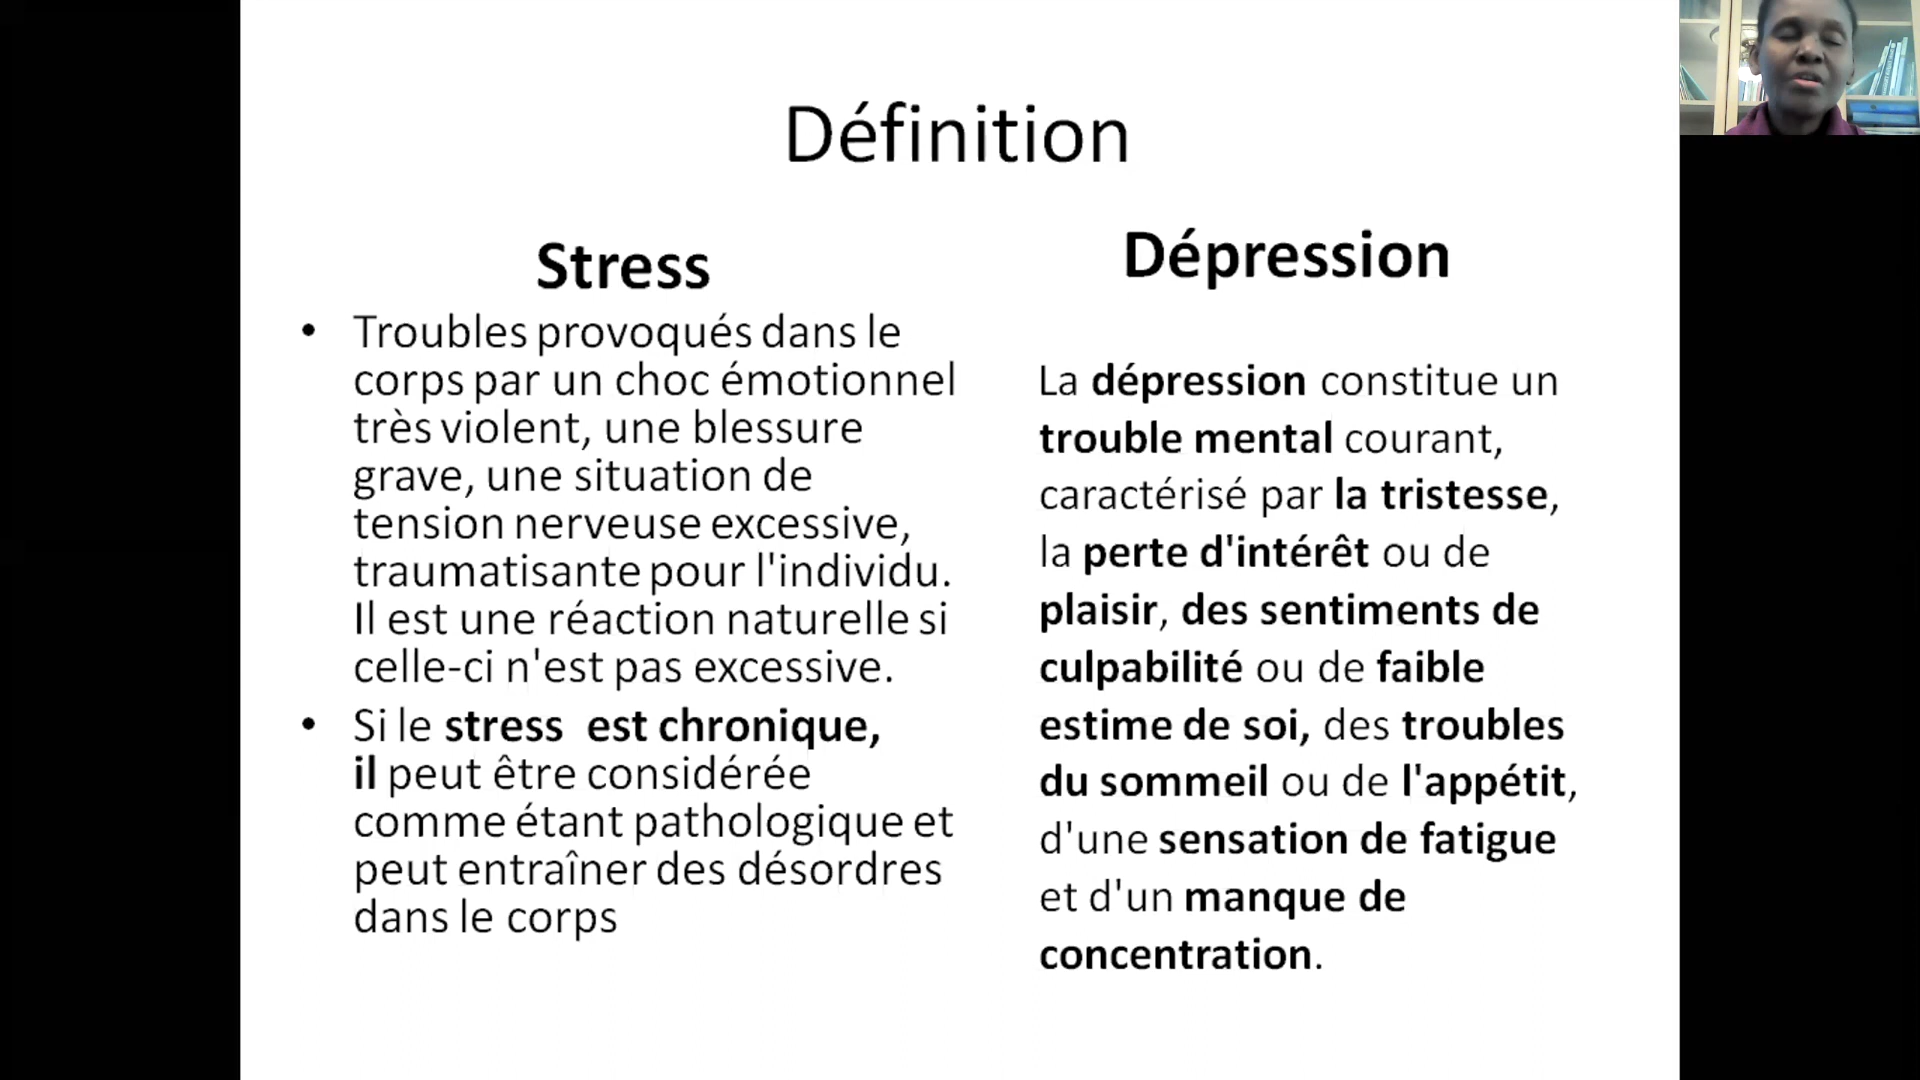 Définition
Stress
• Troubles provoqués dans le
corps par un choc émotionnel
très violent, une blessure
grave, une situation de
tension nerveuse excessive,
traumatisante pour l'individu.
Il est une réaction naturelle si
celle-ci n'est pas excessive.
• Si le stress  est chronique,
il peut être considérée
comme étant pathologique et
peut entraîner des désordres
dans le corps
Dépression
La dépression constitue un
trouble mental courant,
caractérisé par la tristesse,
la perte d'intérêt ou de
plaisir, des sentiments de
culpabilité ou de faible
estime de soi, des troubles
du sommeil ou de l'appétit,
d'une sensation de fatigue
et d'un manque de
concentration.